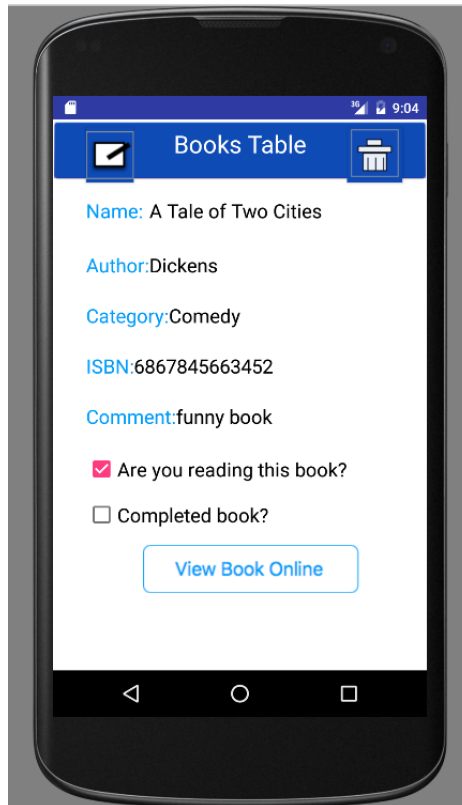 3G 9:04
Books Table
Name: A Tale of Two Cities
Author:Dickens
Category:Comedy
ISBN:6867845663452
Comment:funny book
Are you reading this book?
Completed book?
View Book Online